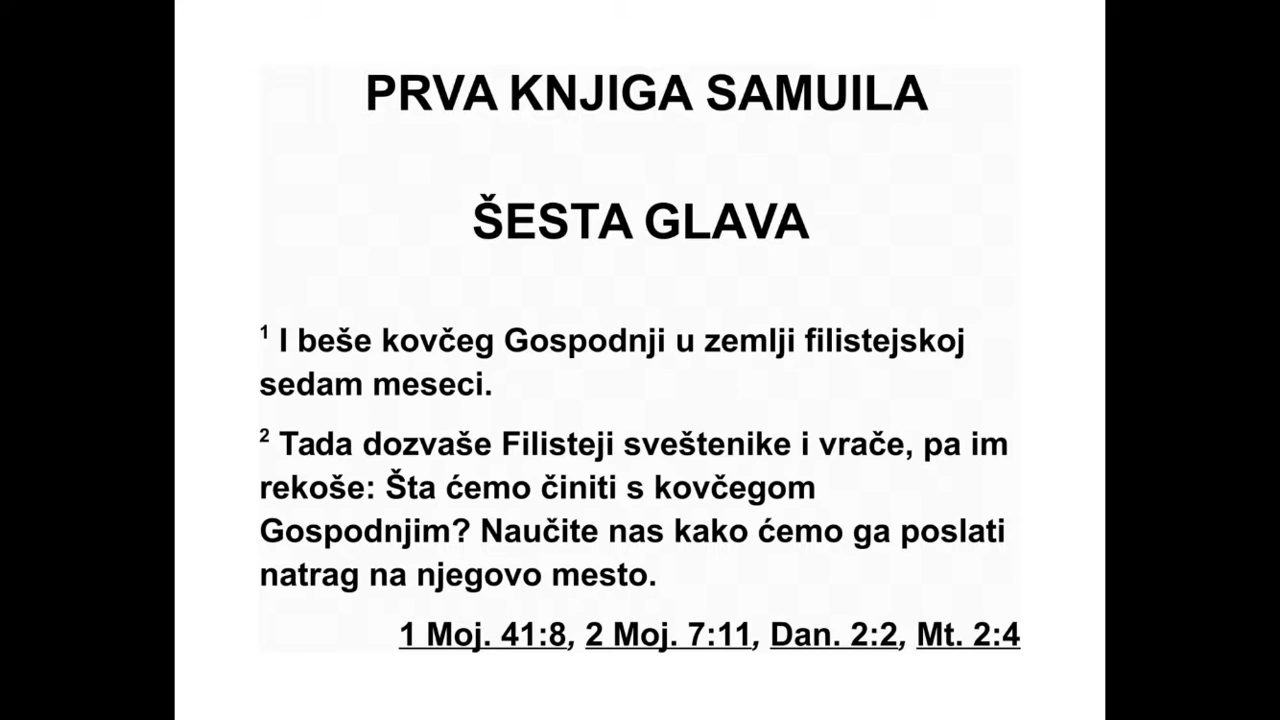 PRVA KNJIGA SAMUILA
ŠESTA GLAVA
1 I beše kovčeg Gospodnji u zemlji filistejskoj
sedam meseci.
2 Tada dozvaše Filisteji sveštenike i vrače, pa im
rekoše: Šta ćemo činiti s kovčegom
Gospodnjim? Naučite nas kako ćemo ga poslati
natrag na njegovo mesto.
1 Moj. 41:8, 2 Moj. 7:11, Dan. 2:2, Mt. 2:4